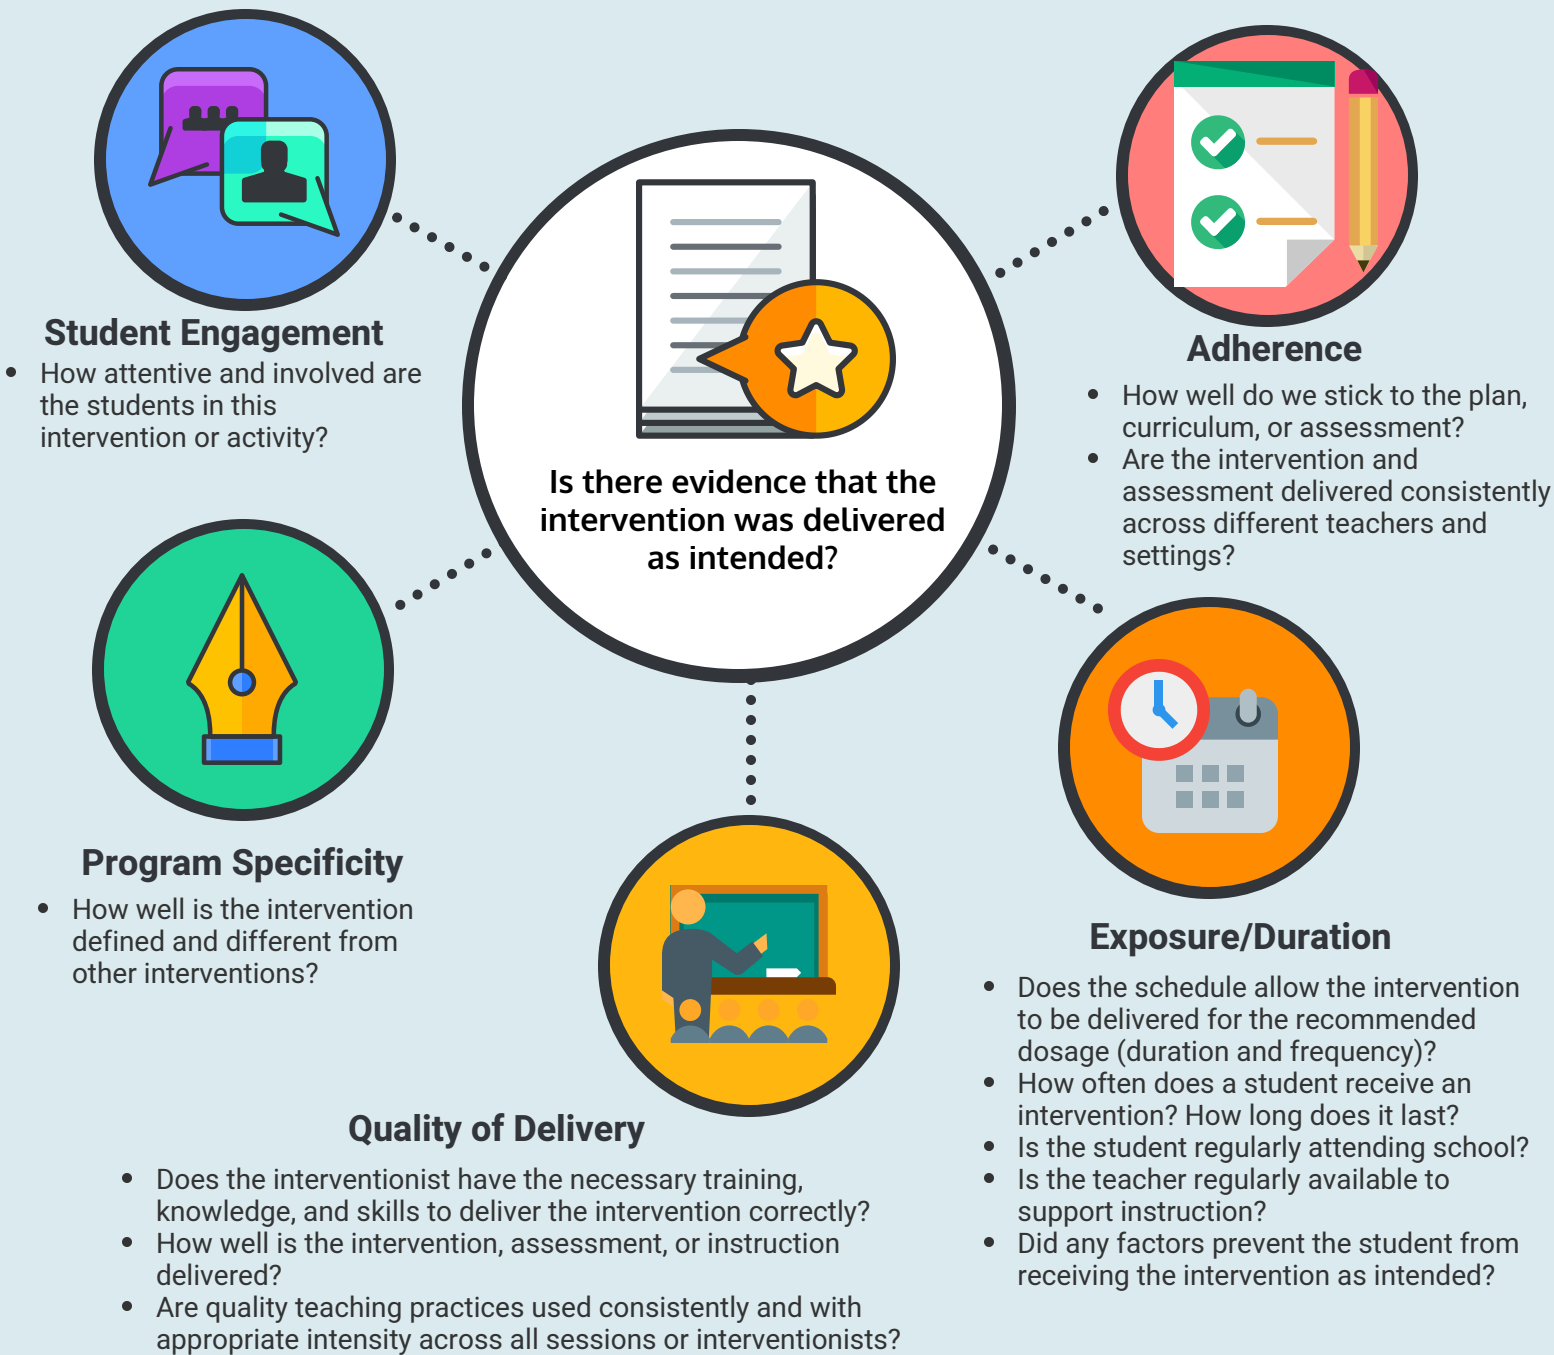 Student Engagement
• How attentive and involved are
the students in this
intervention or activity?
Is there evidence that the
intervention was delivered
as intended?
Adherence
• How well do we stick to the plan,
curriculum, or assessment?
• Are the intervention and
assessment delivered consistently
across different teachers and
settings?
Program Specificity
• How well is the intervention
defined and different from
other interventions?
Quality of Delivery
• Does the interventionist have the necessary training,
knowledge, and skills to deliver the intervention correctly?
• How well is the intervention, assessment, or instruction
delivered?
• Are quality teaching practices used consistently and with
appropriate intensity across all sessions or interventionists?
Exposure/Duration
• Does the schedule allow the intervention
to be delivered for the recommended
dosage (duration and frequency)?
• How often does a student receive an
intervention? How long does it last?
• Is the student regularly attending school?
• Is the teacher regularly available to
support instruction?
• Did any factors prevent the student from
receiving the intervention as intended?